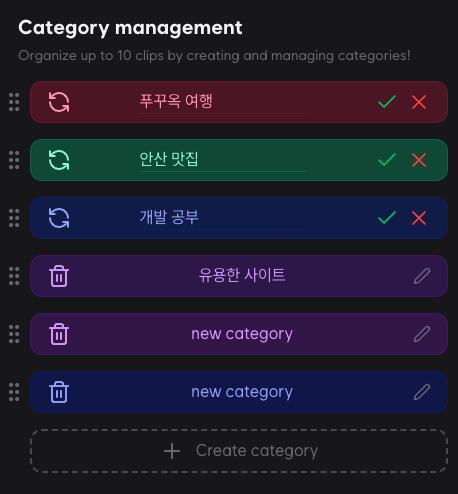 Category management
Organize up to 10 clips by creating and managing categories!
푸꾸옥 여행
안산 맛집
개발 공부
유용한 사이트
new category
new category
Create category